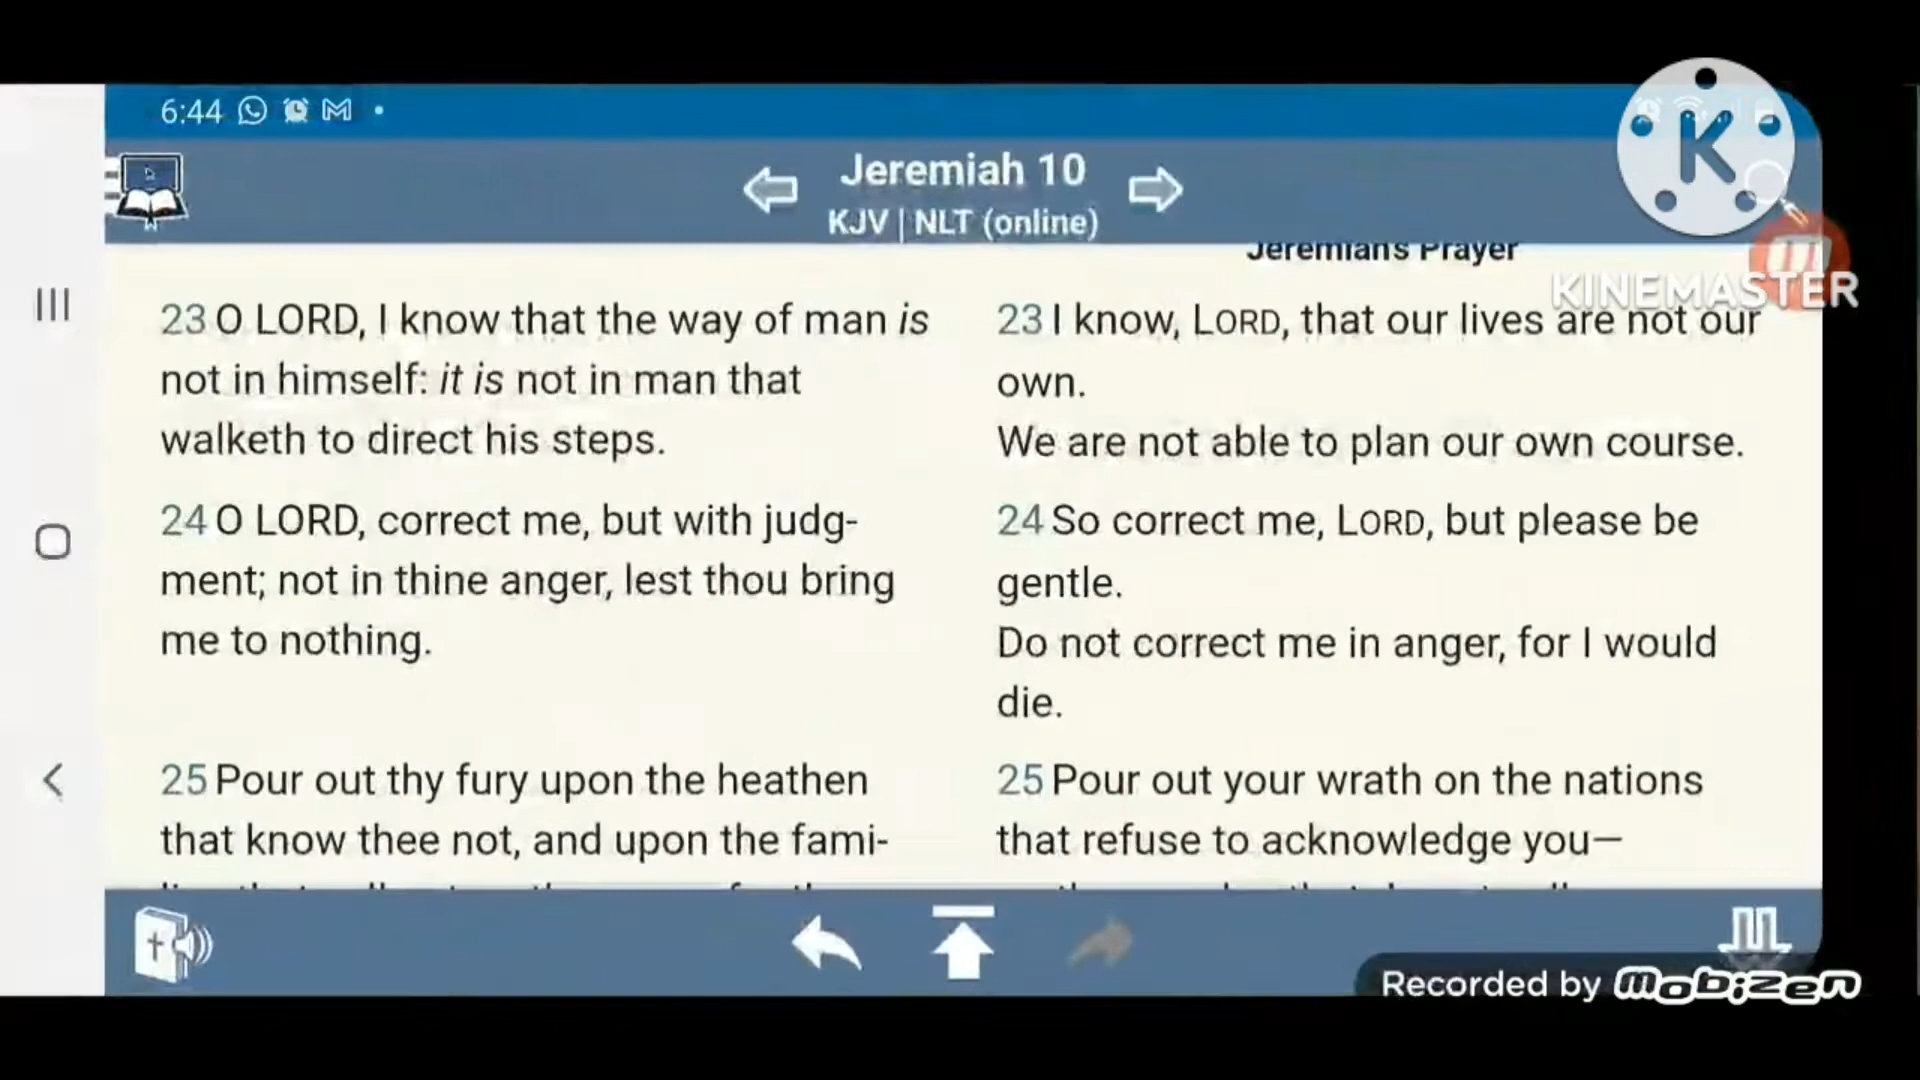 6:44
Jeremiah 10
KJV | NLT (online)
K
KINEMASTER
Jeremiah's Prayer
23 O LORD, I know that the way of man is
not in himself: it is not in man that
walketh to direct his steps.
24 O LORD, correct me, but with judg-
ment; not in thine anger, lest thou bring
me to nothing.
25 Pour out thy fury upon the heathen
that know thee not, and upon the fami-
23 I know, LORD, that our lives are not our
own.
We are not able to plan our own course.
24 So correct me, LORD, but please be
gentle.
Do not correct me in anger, for I would
die.
25 Pour out your wrath on the nations
that refuse to acknowledge you—
Recorded by Mobizen